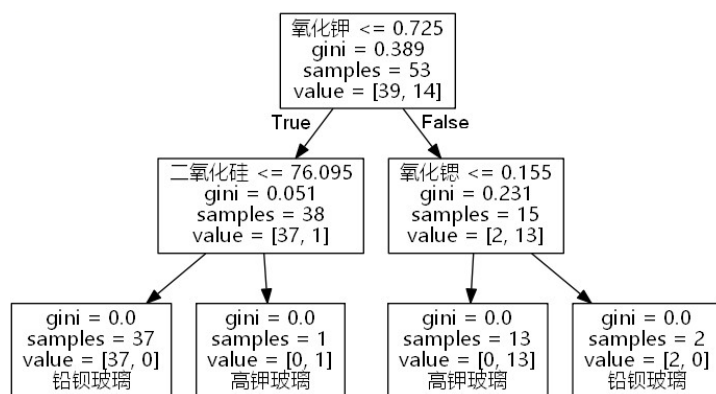 氧化钾 <= 0.725
gini = 0.389
samples = 53
value = [39, 14]
True
False
二氧化硅 <= 76.095
gini = 0.051
samples = 38
value = [37, 1]
氧化锶 <= 0.155
gini = 0.231
samples = 15
value = [2, 13]
gini = 0.0
samples = 37
value = [37, 0]
铅钡玻璃
gini = 0.0
samples = 1
value = [0, 1]
高钾玻璃
gini = 0.0
samples = 13
value = [0, 13]
高钾玻璃
gini = 0.0
samples = 2
value = [2, 0]
铅钡玻璃